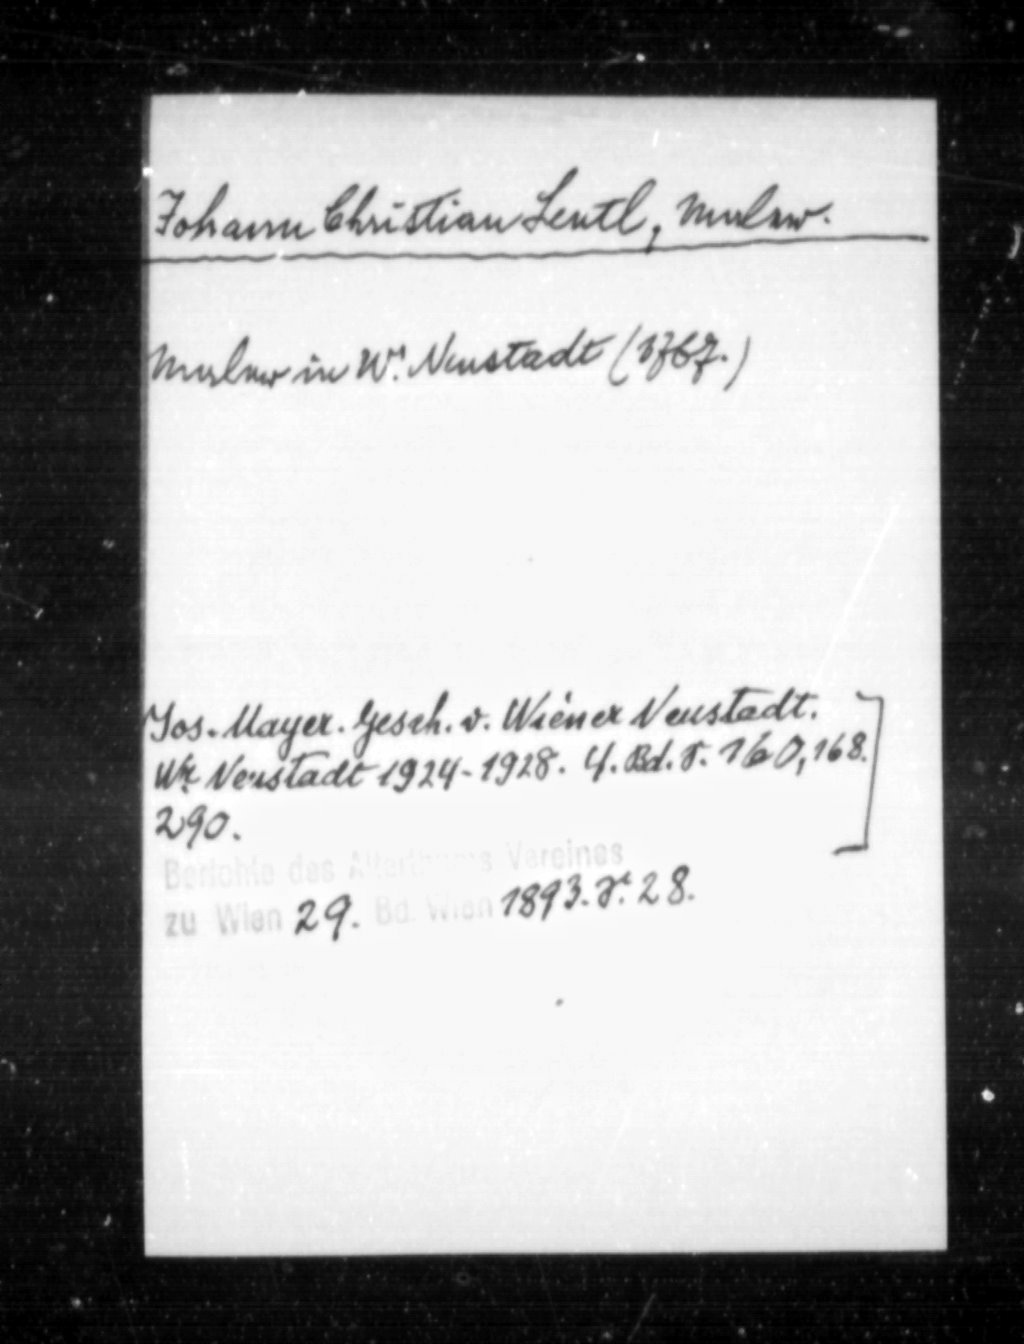 Johann Christian Lentl, Maler.
Maler in Wr. Neustadt (1767.)
Jos. Mayer. Gesch. v. Wiener Neustadt.
Wr. Neustadt 1924-1928. 4. Bd. S. 160, 168.
290.
Berichte des Alterthums Vereines
zu Wien 29. Bd. Wien 1893. S. 28.